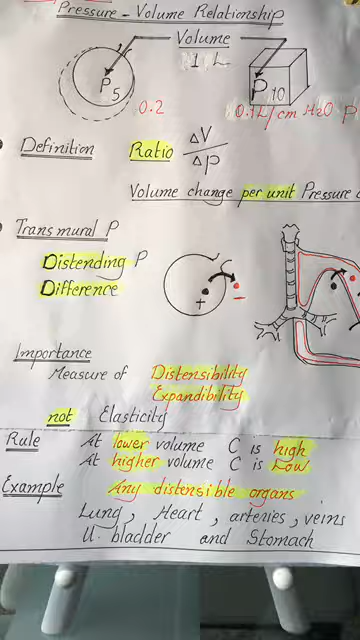 Pressure - Volume Relationship
Volume
1 L
P5
P10
0.2
0.1L/cm H2O P
Definition Ratio ΔV/Δp
Volume change per unit Pressure
Transmural P
Distending P
Difference
+ -
Importance
Measure of Distensibility
Expandibility
not Elasticity
Rule At lower volume C is high
At higher volume C is Low
Example Any distensible organs
Lung, Heart, arteries, veins
U. bladder and Stomach